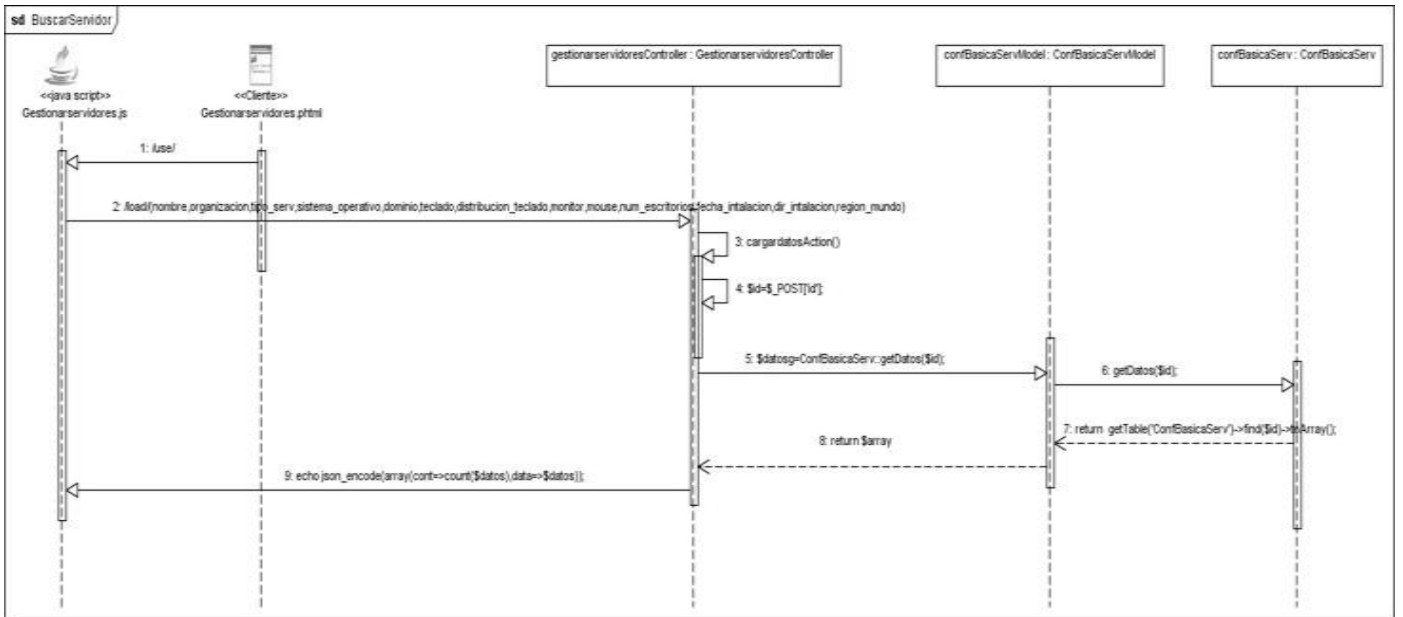 sd BuscarServidor
<<java script>>
Gestionarservidores.js
<<Cliente>>
Gestionarservidores.phtml
gestionarservidoresController : GestionarservidoresController
confBasicaServModel : ConfBasicaServModel
confBasicaServ : ConfBasicaServ
1: /use/
2: /load/(nombre,organizacion,tipo_serv,sistema_operativo,dominio,teclado,distribucion_teclado,monitor,mouse,num_escritorios,fecha_intalacion,dir_intalacion,region_mundo)
3: cargardatosAction()
4: $id=$_POST['id'];
5: $datosg=ConfBasicaServ::getDatos($id);
6: getDatos($id);
7: return getTable('ConfBasicaServ')->find($id)->toArray();
8: return $array
9: echo json_encode(array(cont=>count($datos),data=>$datos));